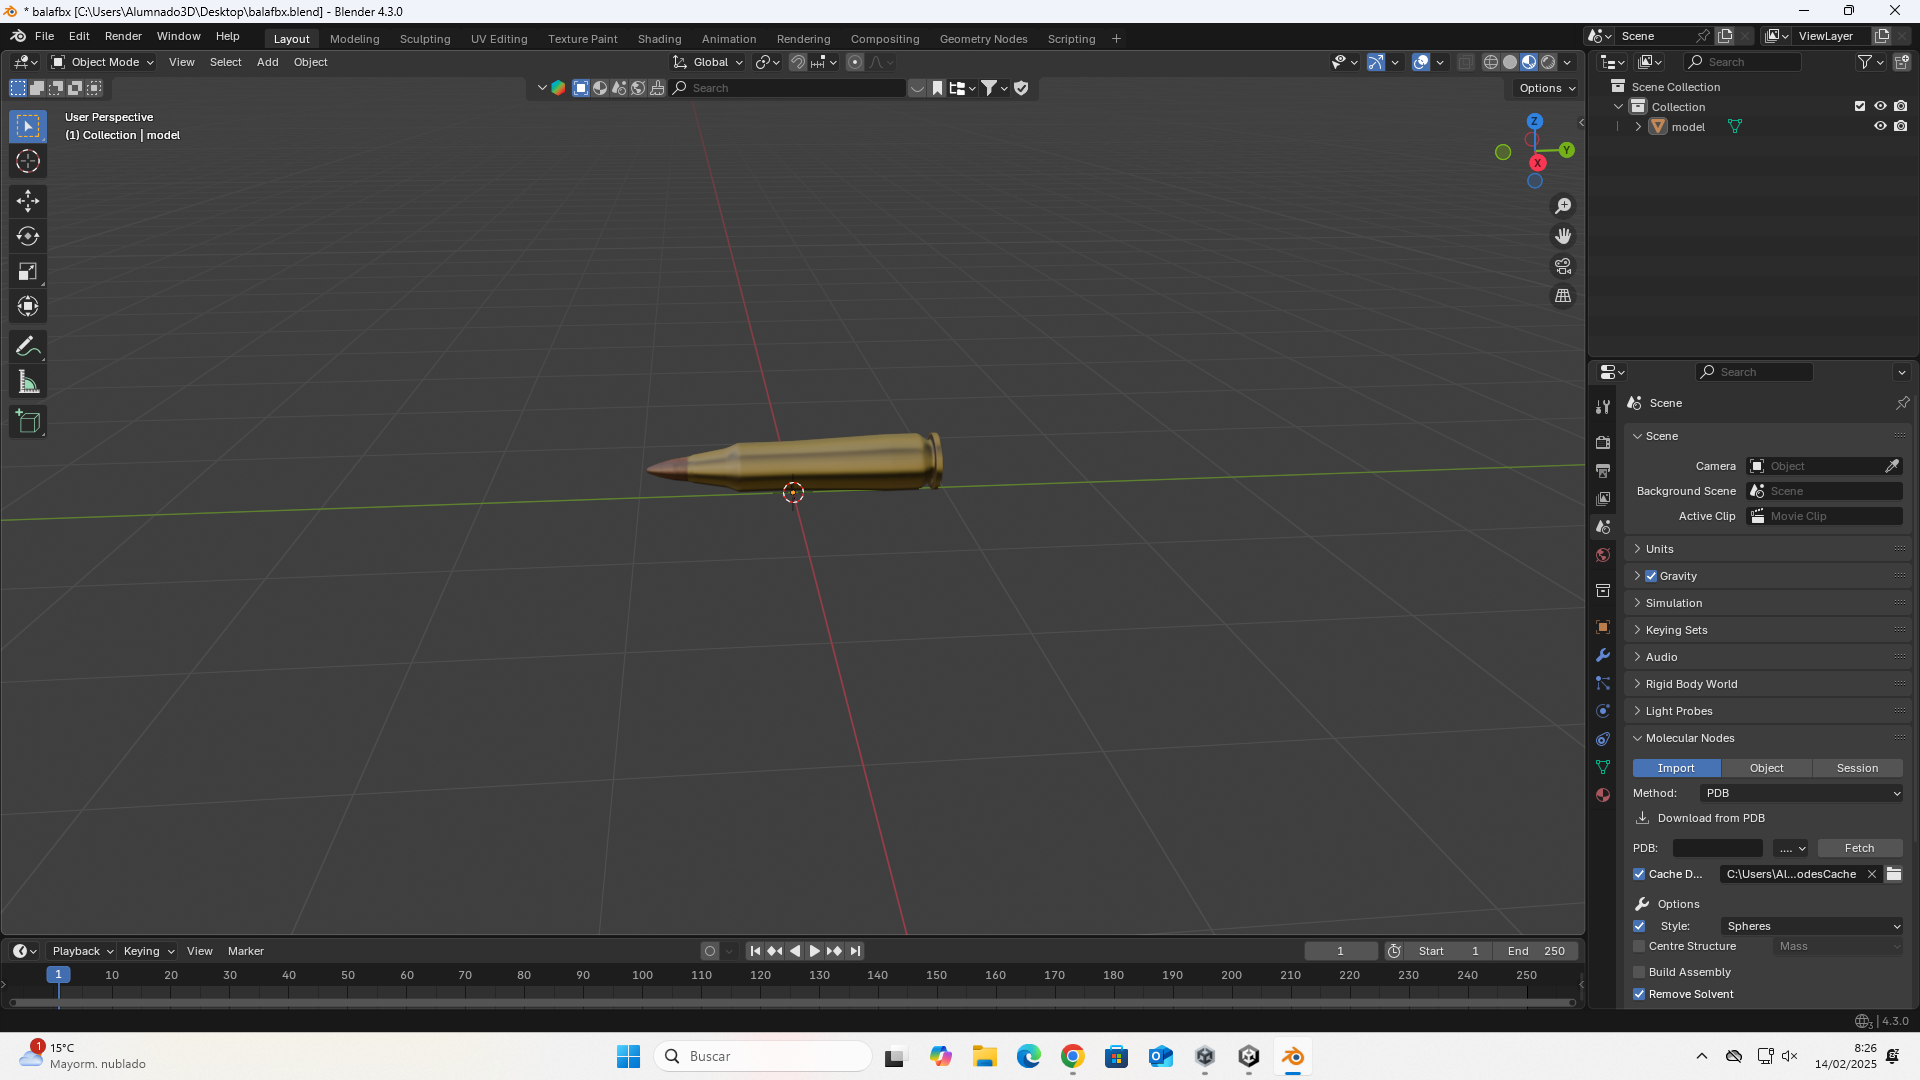 * balafbx [C:\Users\Alumnado3D\Desktop\balafbx.blend] - Blender 4.3.0
File Edit Render Window Help
Layout Modeling Sculpting UV Editing Texture Paint Shading Animation Rendering Compositing Geometry Nodes Scripting +
Scene
ViewLayer
Object Mode View Select Add Object
Global
Search
Search
Options
User Perspective
(1) Collection | model
Z
Y
X
Scene Collection
Collection
model
Search
Scene
Scene
Camera Object
Background Scene Scene
Active Clip Movie Clip
Units
Gravity
Simulation
Keying Sets
Audio
Rigid Body World
Light Probes
Molecular Nodes
Import Object Session
Method: PDB
Download from PDB
PDB: .... Fetch
Cache D... C:\Users\Al...odesCache
Options
Style: Spheres
Centre Structure Mass
Build Assembly
Remove Solvent
Playback Keying View Marker
1 Start 1 End 250
1 10 20 30 40 50 60 70 80 90 100 110 120 130 140 150 160 170 180 190 200 210 220 230 240 250
3 | 4.3.0
1
15°C
Mayorm. nublado
Buscar
8:26
14/02/2025